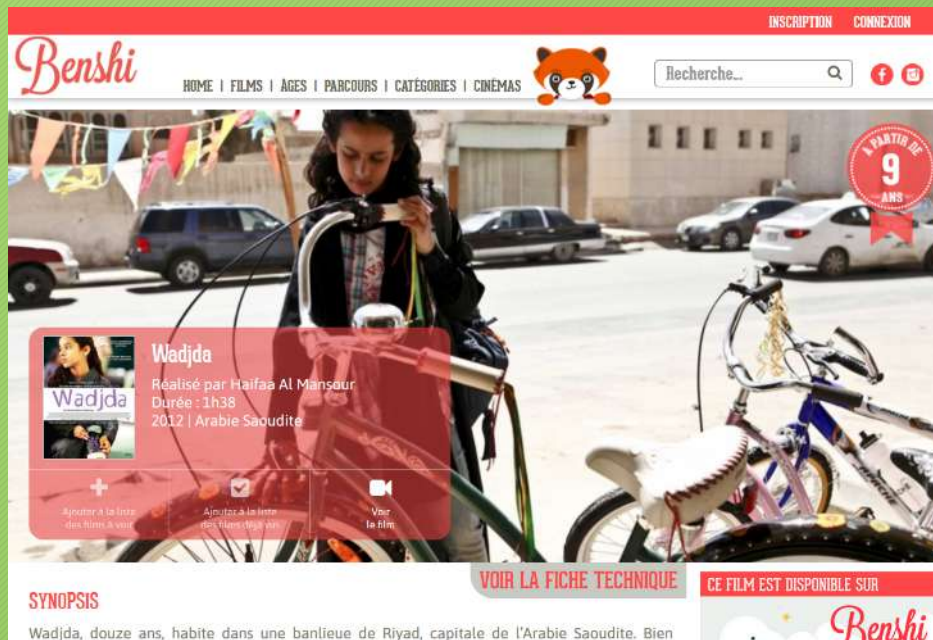 INSCRIPTION CONNEXION
Benshi
HOME | FILMS | ÂGES | PARCOURS | CATÉGORIES | CINÉMAS
Recherche...
À PARTIR DE
9
ANS
Wadjda
Wadjda
Réalisé par Haifaa Al Mansour
Durée : 1h38
2012 | Arabie Saoudite
Ajouter à la liste
des films à voir
Ajouter à la liste
des films déjà vus
Voir
le film
VOIR LA FICHE TECHNIQUE
CE FILM EST DISPONIBLE SUR
Benshi
SYNOPSIS
Wadjda, douze ans, habite dans une banlieue de Riyad, capitale de l'Arabie Saoudite. Bien